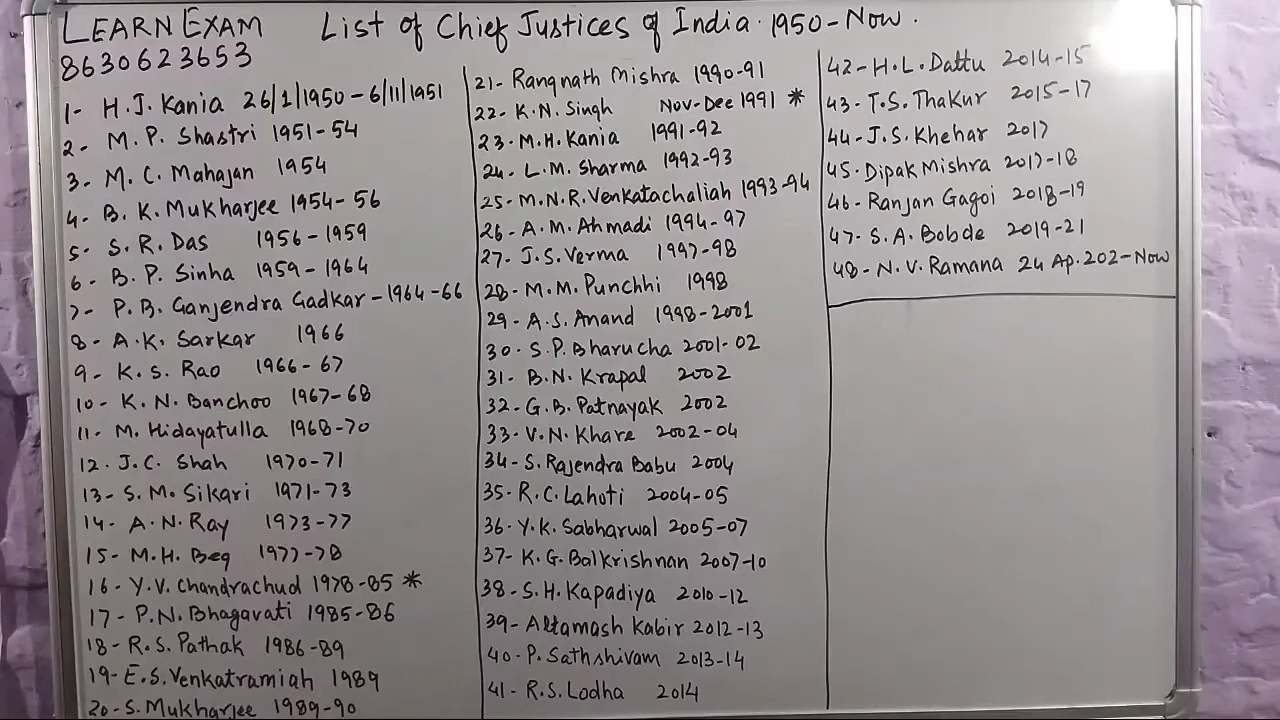 LEARN EXAM List of Chief Justices of India 1950-Now.
8630623653
1- H.J. Kania 26/1/1950-6/11/1951
2- M.P. Shastri 1951-54
3- M.C. Mahajan 1954
4- B.K. Mukharjee 1954-56
5- S.R. Das 1956-1959
6- B.P. Sinha 1959-1964
7- P.B. Ganjendra Gadkar-1964-66
8- A.K. Sarkar 1966
9- K.S. Rao 1966-67
10- K.N. Banchoo 1967-68
11- M. Hidayatulla 1968-70
12. J.C. Shah 1970-71
13- S.M. Sikari 1971-73
14- A.N. Ray 1973-77
15- M.H. Beg 1977-78
16- Y.V. Chandrachud 1978-85 *
17- P.N. Bhagavati 1985-86
18- R.S. Pathak 1986-89
19- E.S. Venkatramiah 1989
20- S. Mukharjee 1989-90
21- Rangnath Mishra 1990-91
22- K.N. Singh Nov-Dec 1991 *
23- M.H. Kania 1991-92
24- L.M. Sharma 1992-93
25- M.N.R. Venkatachaliah 1993-94
26- A.M. Ahmadi 1994-97
27- J.S. Verma 1997-98
28- M.M. Punchhi 1998
29- A.S. Anand 1998-2001
30- S.P. Bharucha 2001-02
31- B.N. Krapal 2002
32- G.B. Patnayak 2002
33- V.N. Khare 2002-04
34- S. Rajendra Babu 2004
35- R.C. Lahoti 2004-05
36- Y.K. Sabharwal 2005-07
37- K.G. Balkrishnan 2007-10
38- S.H. Kapadiya 2010-12
39- Altamash Kabir 2012-13
40- P. Sathshivam 2013-14
41- R.S. Lodha 2014
42- H.L. Dattu 2014-15
43- T.S. Thakur 2015-17
44- J.S. Khehar 2017
45. Dipak Mishra 2017-18
46- Ranjan Gagoi 2018-19
47- S.A. Bobde 2019-21
48- N.V. Ramana 24 Ap. 202-Now